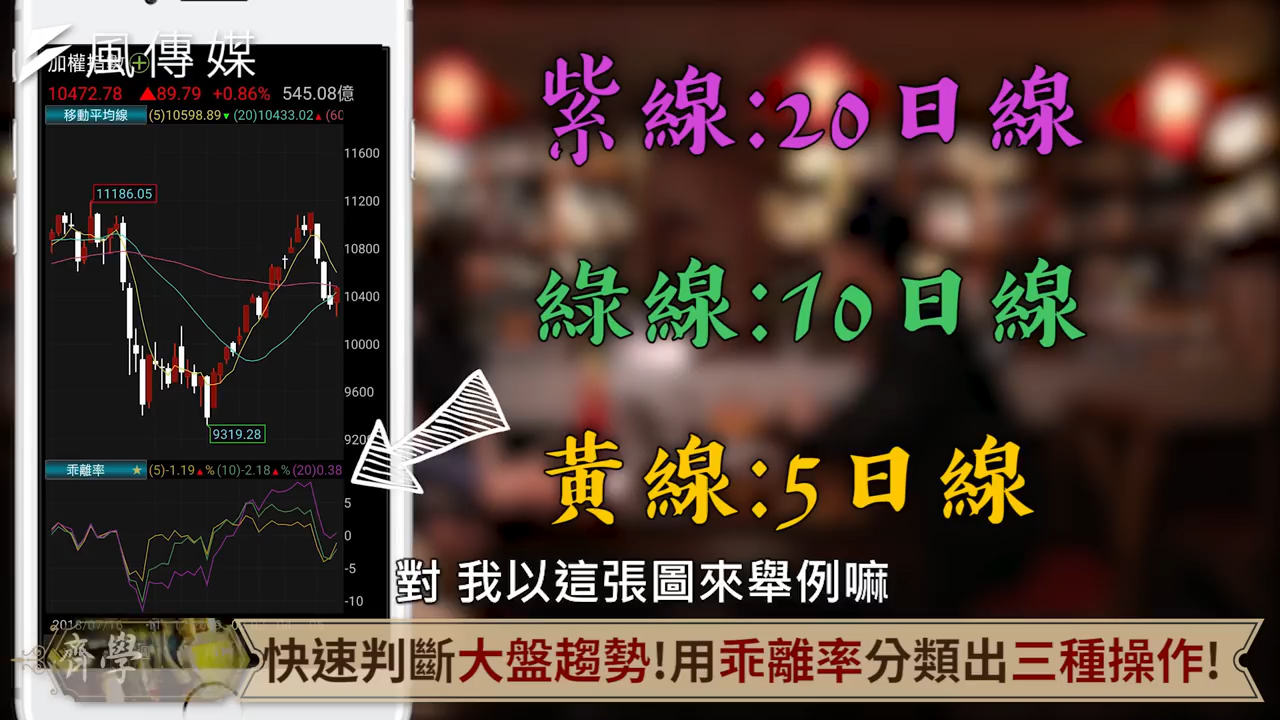 風傳媒
加權指數
10472.78 ▲89.79 +0.86% 545.08億
移動平均線 (5)10598.89▼ (20)10433.02▲ (60
11600
11186.05
11200
10800
10400
10000
9600
9319.28
9200
乖離率 ★ (5)-1.19▲% (10)-2.18▲% (20)0.38
5
0
-5
-10
紫線:20日線
綠線:10日線
黃線:5日線
對 我以這張圖來舉例嘛
2018/07/16
齊學
快速判斷大盤趨勢!用乖離率分類出三種操作!